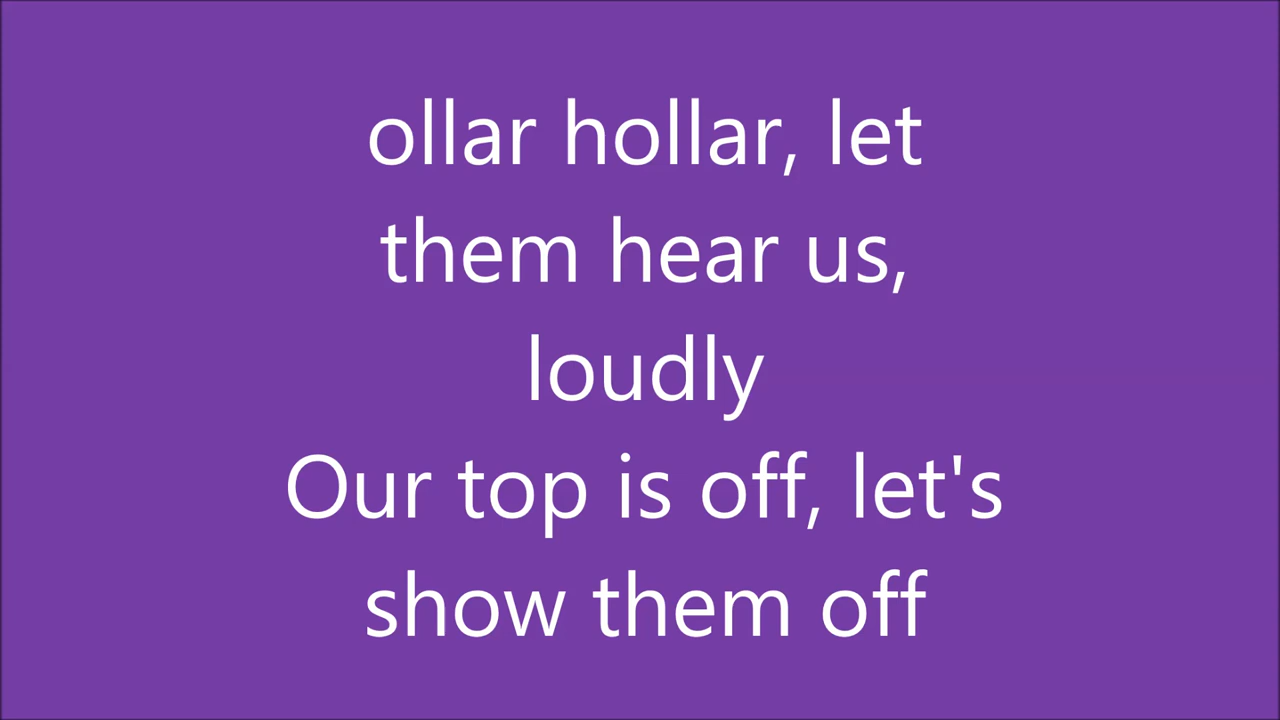 ollar hollar, let
them hear us,
loudly
Our top is off, let's
show them off